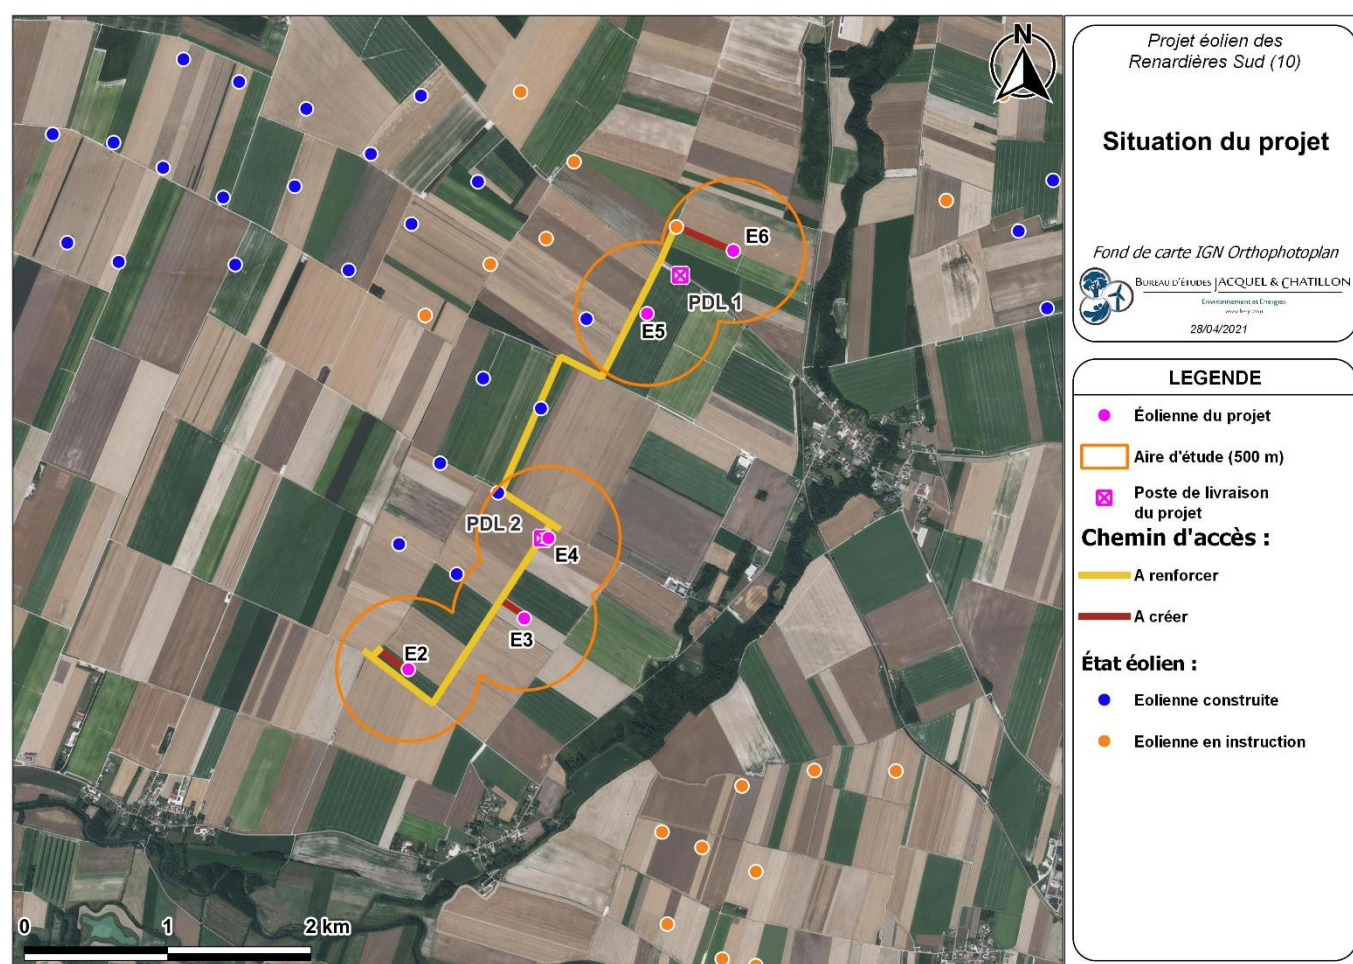 N
E6
PDL 1
E5
PDL 2
E4
E3
E2
0 1 2 km
Projet éolien des
Renardières Sud (10)
Situation du projet
Fond de carte IGN Orthophotoplan
BUREAU D'ÉTUDES JACQUEL & CHATILLON
Environnement et Energies
28/04/2021
LEGENDE
Éolienne du projet
Aire d'étude (500 m)
Poste de livraison
du projet
Chemin d'accès :
A renforcer
A créer
État éolien :
Eolienne construite
Eolienne en instruction